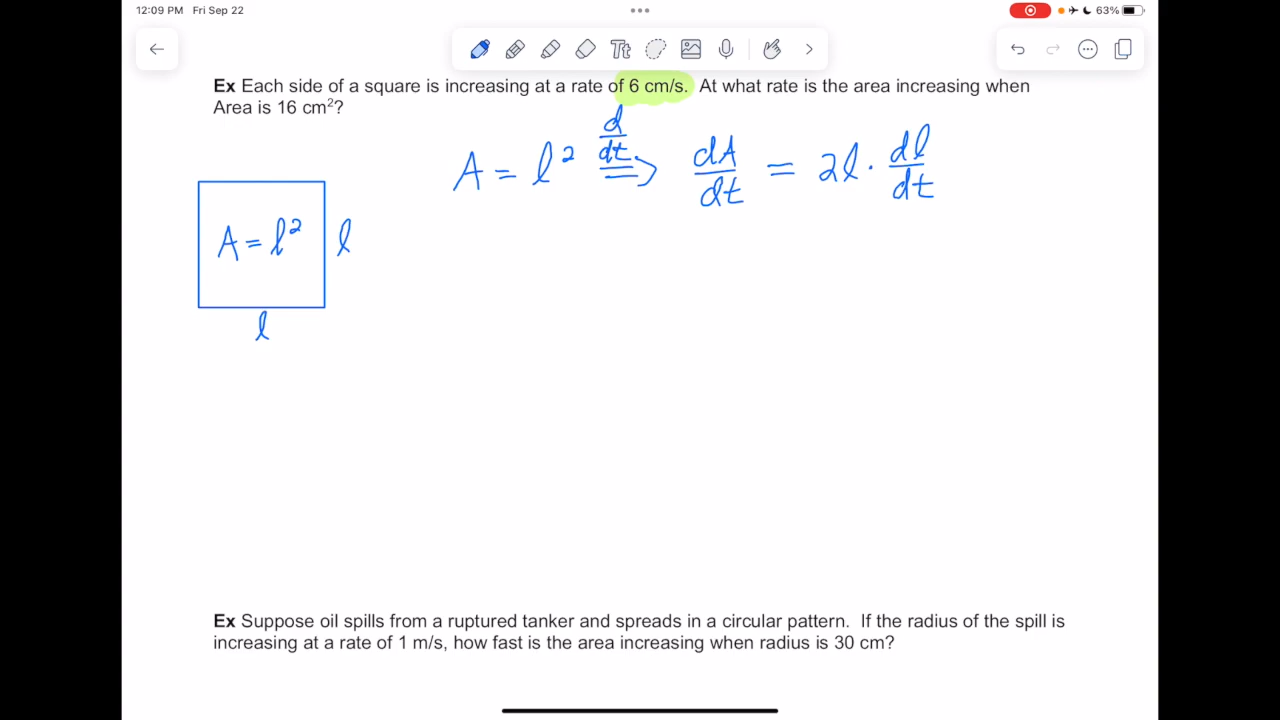 12:09 PM Fri Sep 22
63%
Tt
Ex Each side of a square is increasing at a rate of 6 cm/s. At what rate is the area increasing when
Area is 16 cm²?
A = l² d/dt ⇒ dA/dt = 2l · dl/dt
A = l² l
l
Ex Suppose oil spills from a ruptured tanker and spreads in a circular pattern. If the radius of the spill is
increasing at a rate of 1 m/s, how fast is the area increasing when radius is 30 cm?